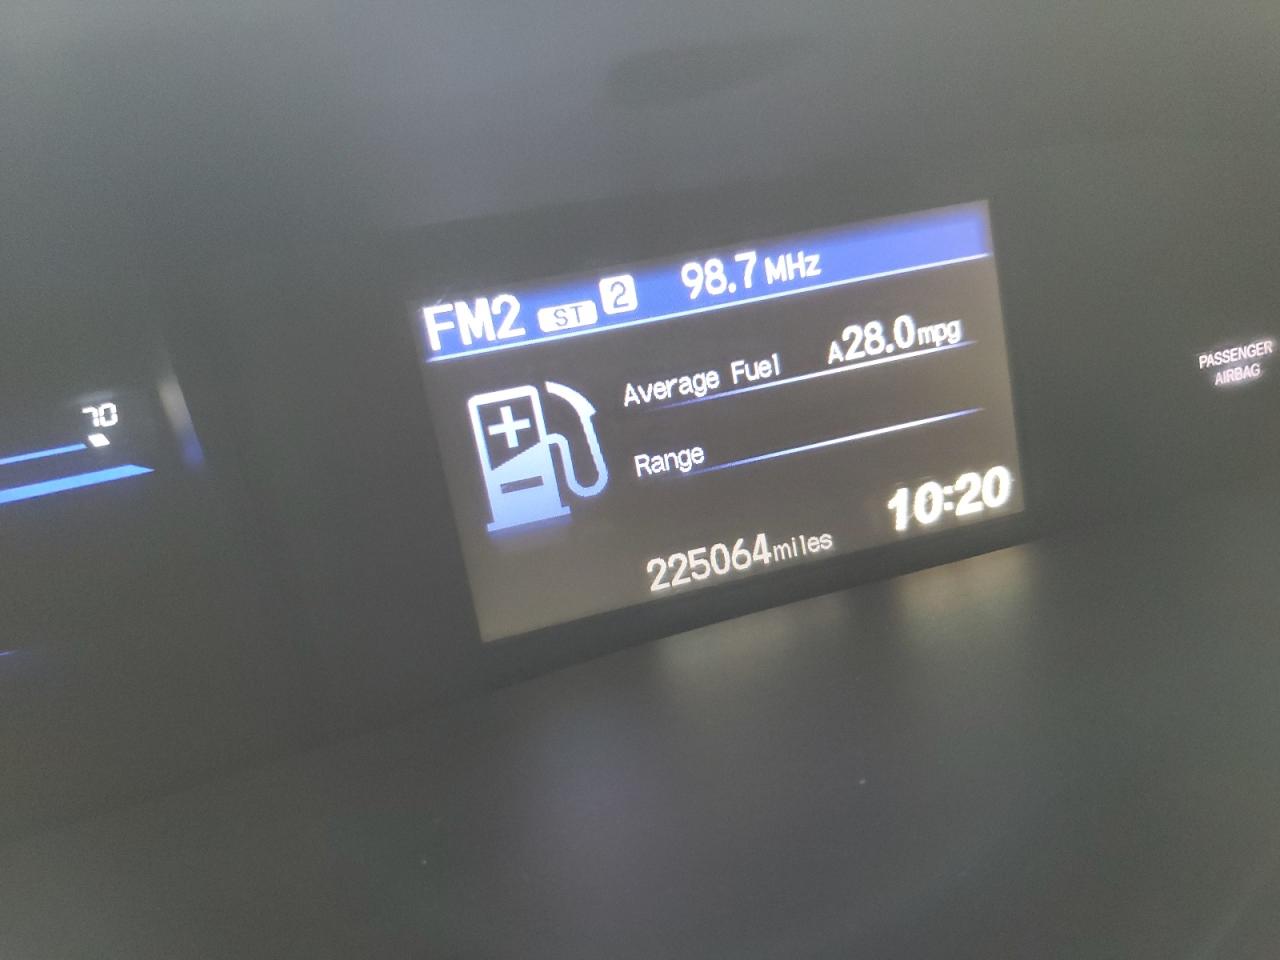 FM2 ST 2 98.7 MHz
Average Fuel A28.0mpg
Range
10:20
225064miles
70
PASSENGER
AIRBAG